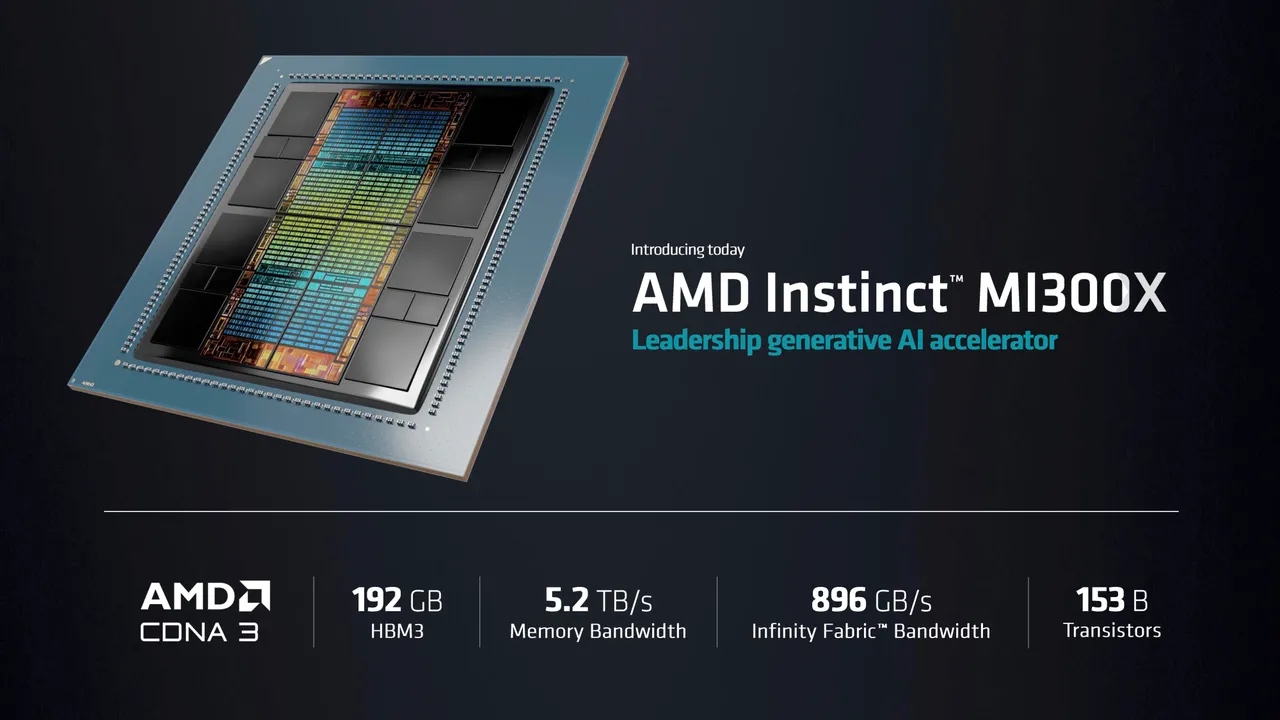 Introducing today
AMD Instinct™ MI300X
Leadership generative AI accelerator
AMD
CDNA 3
192 GB
HBM3
5.2 TB/s
Memory Bandwidth
896 GB/s
Infinity Fabric™ Bandwidth
153 B
Transistors
AMD